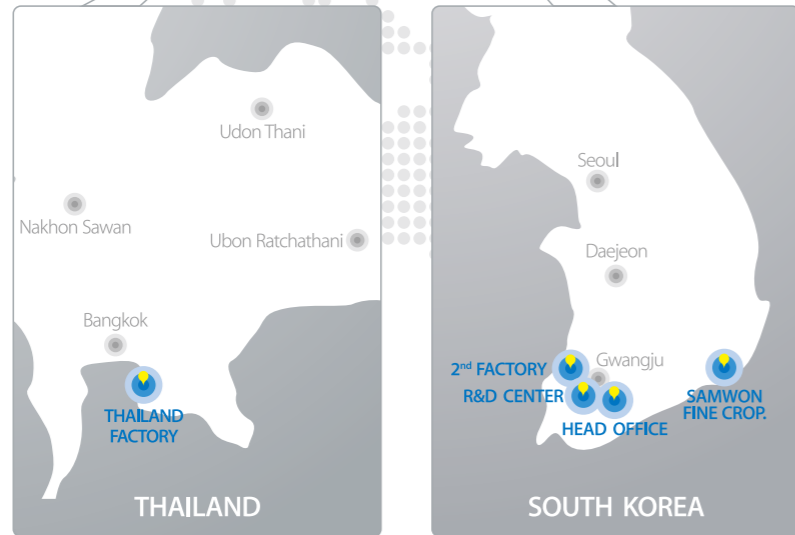 Udon Thani
Nakhon Sawan
Ubon Ratchathani
Bangkok
THAILAND
FACTORY
THAILAND
Seoul
Daejeon
2nd FACTORY
Gwangju
R&D CENTER
HEAD OFFICE
SAMWON
FINE CROP.
SOUTH KOREA